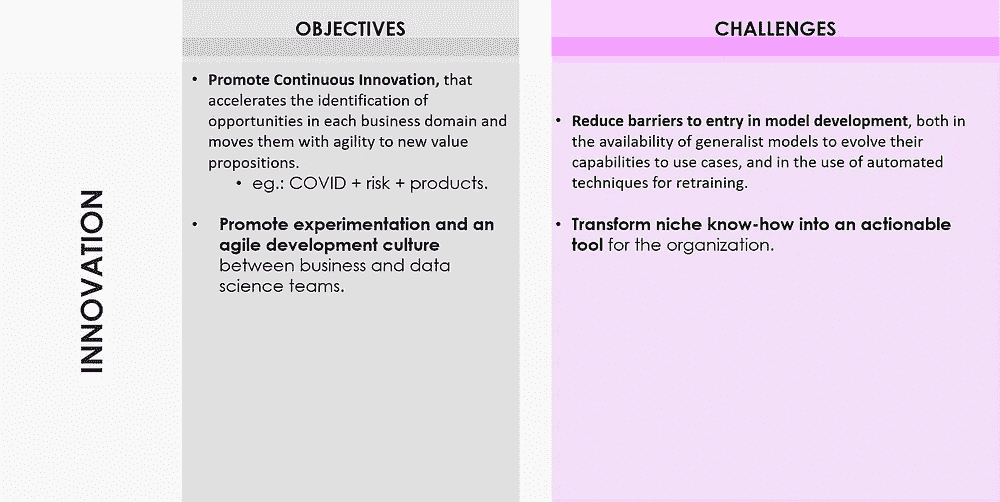 INNOVATION
OBJECTIVES
• Promote Continuous Innovation, that
accelerates the identification of
opportunities in each business domain and
moves them with agility to new value
propositions.
• eg.: COVID + risk + products.
• Promote experimentation and an
agile development culture
between business and data
science teams.
CHALLENGES
• Reduce barriers to entry in model development, both in
the availability of generalist models to evolve their
capabilities to use cases, and in the use of automated
techniques for retraining.
• Transform niche know-how into an actionable
tool for the organization.